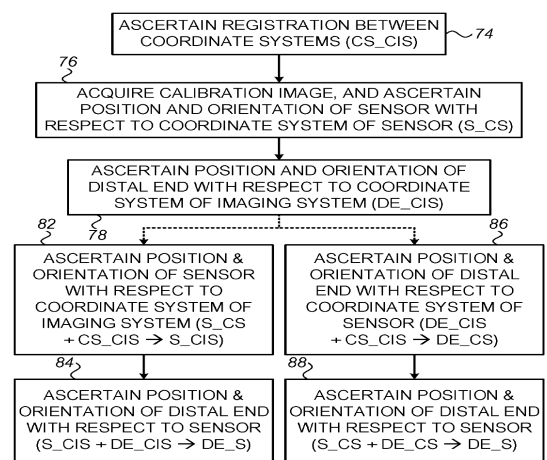 ASCERTAIN REGISTRATION BETWEEN
COORDINATE SYSTEMS (CS_CIS)
74
76
ACQUIRE CALIBRATION IMAGE, AND ASCERTAIN
POSITION AND ORIENTATION OF SENSOR WITH
RESPECT TO COORDINATE SYSTEM OF SENSOR (S_CS)
ASCERTAIN POSITION AND ORIENTATION OF
DISTAL END WITH RESPECT TO COORDINATE
SYSTEM OF IMAGING SYSTEM (DE_CIS)
78
82
ASCERTAIN POSITION &
ORIENTATION OF SENSOR
WITH RESPECT TO
COORDINATE SYSTEM OF
IMAGING SYSTEM (S_CS
+ CS_CIS → S_CIS)
86
ASCERTAIN POSITION &
ORIENTATION OF DISTAL
END WITH RESPECT TO
COORDINATE SYSTEM OF
SENSOR (DE_CIS
+ CS_CIS → DE_CS)
84
ASCERTAIN POSITION &
ORIENTATION OF DISTAL END
WITH RESPECT TO SENSOR
(S_CIS + DE_CIS → DE_S)
88
ASCERTAIN POSITION &
ORIENTATION OF DISTAL END
WITH RESPECT TO SENSOR
(S_CS + DE_CS → DE_S)